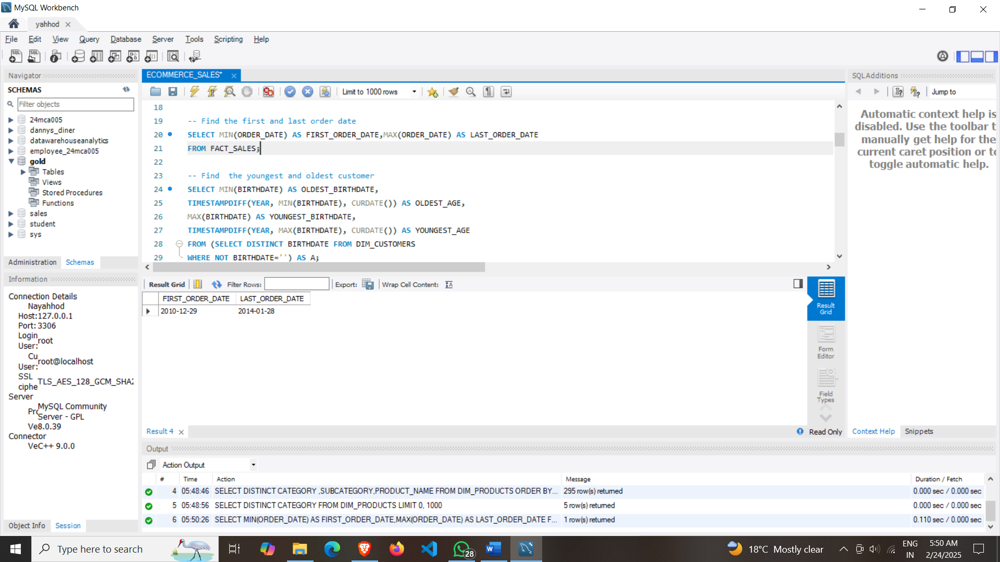 MySQL Workbench
yahhod
File Edit View Query Database Server Tools Scripting Help
Navigator
SCHEMAS
Filter objects
24mca005
dannys_diner
datawarehouseanalytics
employee_24mca005
gold
Tables
Views
Stored Procedures
Functions
sales
student
sys
Administration Schemas
Information
Connection Details
Nayahhod
Host:127.0.0.1
Port: 3306
Login
User: root
Cu
User: root@localhost
SSL
ciphe TLS_AES_128_GCM_SHA2
Server
Prc MySQL Community
Server - GPL
Ve8.0.39
Connector
VeC++ 9.0.0
Object Info Session
ECOMMERCE_SALES*
Limit to 1000 rows
18
19 -- Find the first and last order date
20 SELECT MIN(ORDER_DATE) AS FIRST_ORDER_DATE,MAX(ORDER_DATE) AS LAST_ORDER_DATE
21 FROM FACT_SALES;
22
23 -- Find  the youngest and oldest customer
24 SELECT MIN(BIRTHDATE) AS OLDEST_BIRTHDATE,
25 TIMESTAMPDIFF(YEAR, MIN(BIRTHDATE), CURDATE()) AS OLDEST_AGE,
26 MAX(BIRTHDATE) AS YOUNGEST_BIRTHDATE,
27 TIMESTAMPDIFF(YEAR, MAX(BIRTHDATE), CURDATE()) AS YOUNGEST_AGE
28 FROM (SELECT DISTINCT BIRTHDATE FROM DIM_CUSTOMERS
29 WHERE NOT BIRTHDATE='') AS A;
Result Grid Filter Rows: Export: Wrap Cell Content:
FIRST_ORDER_DATE LAST_ORDER_DATE
2010-12-29 2014-01-28
Result
Grid
Form
Editor
Field
Types
Result 4
Read Only
SQLAdditions
Jump to
Automatic context help is
disabled. Use the toolbar t
manually get help for the
current caret position or to
toggle automatic help.
Context Help Snippets
Output
Action Output
# Time Action Message Duration / Fetch
4 05:48:46 SELECT DISTINCT CATEGORY ,SUBCATEGORY,PRODUCT_NAME FROM DIM_PRODUCTS ORDER BY... 295 row(s) returned 0.000 sec / 0.000 sec
5 05:48:56 SELECT DISTINCT CATEGORY FROM DIM_PRODUCTS LIMIT 0, 1000 5 row(s) returned 0.000 sec / 0.000 sec
6 05:50:26 SELECT MIN(ORDER_DATE) AS FIRST_ORDER_DATE,MAX(ORDER_DATE) AS LAST_ORDER_DATE F... 1 row(s) returned 0.110 sec / 0.000 sec
Type here to search
28
18°C Mostly clear
ENG
IN
5:50 AM
2/24/2025